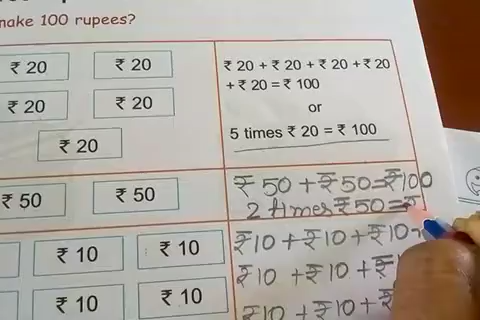 make 100 rupees?
₹ 20 ₹ 20
₹ 20 ₹ 20
₹ 20
₹ 20 + ₹ 20 + ₹ 20 + ₹ 20
+ ₹ 20 = ₹ 100
or
5 times ₹ 20 = ₹ 100
₹ 50 ₹ 50
₹ 50 + ₹ 50 = ₹ 100
2 times ₹ 50 = ₹
₹ 10 ₹ 10
₹ 10 ₹ 10
₹ 10 + ₹ 10 + ₹ 10 +
₹ 10 + ₹ 10 + ₹
₹ 10 + ₹ 10 + ₹